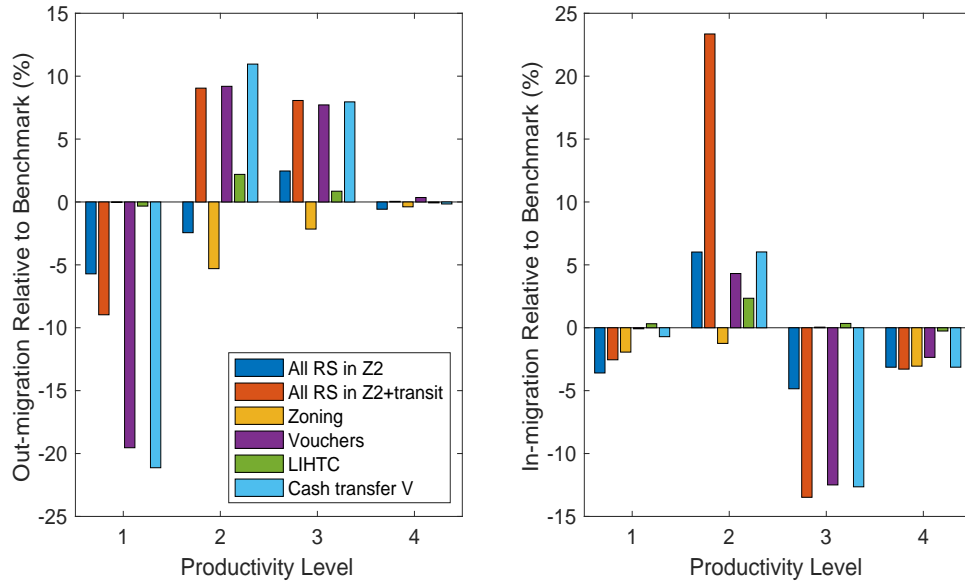 Out-migration Relative to Benchmark (%)
15
10
5
0
-5
-10
-15
-20
-25
1 2 3 4
Productivity Level
All RS in Z2
All RS in Z2+transit
Zoning
Vouchers
LIHTC
Cash transfer V
In-migration Relative to Benchmark (%)
25
20
15
10
5
0
-5
-10
-15
1 2 3 4
Productivity Level